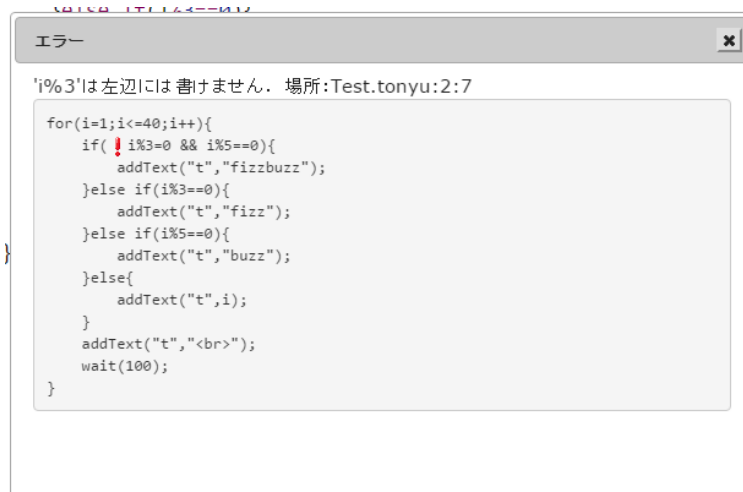 エラー
'i%3'は左辺には書けません. 場所:Test.tonyu:2:7
for(i=1;i<=40;i++){
    if(❗i%3=0 && i%5==0){
        addText("t","fizzbuzz");
    }else if(i%3==0){
        addText("t","fizz");
    }else if(i%5==0){
        addText("t","buzz");
    }else{
        addText("t",i);
    }
    addText("t","<br>");
    wait(100);
}
}